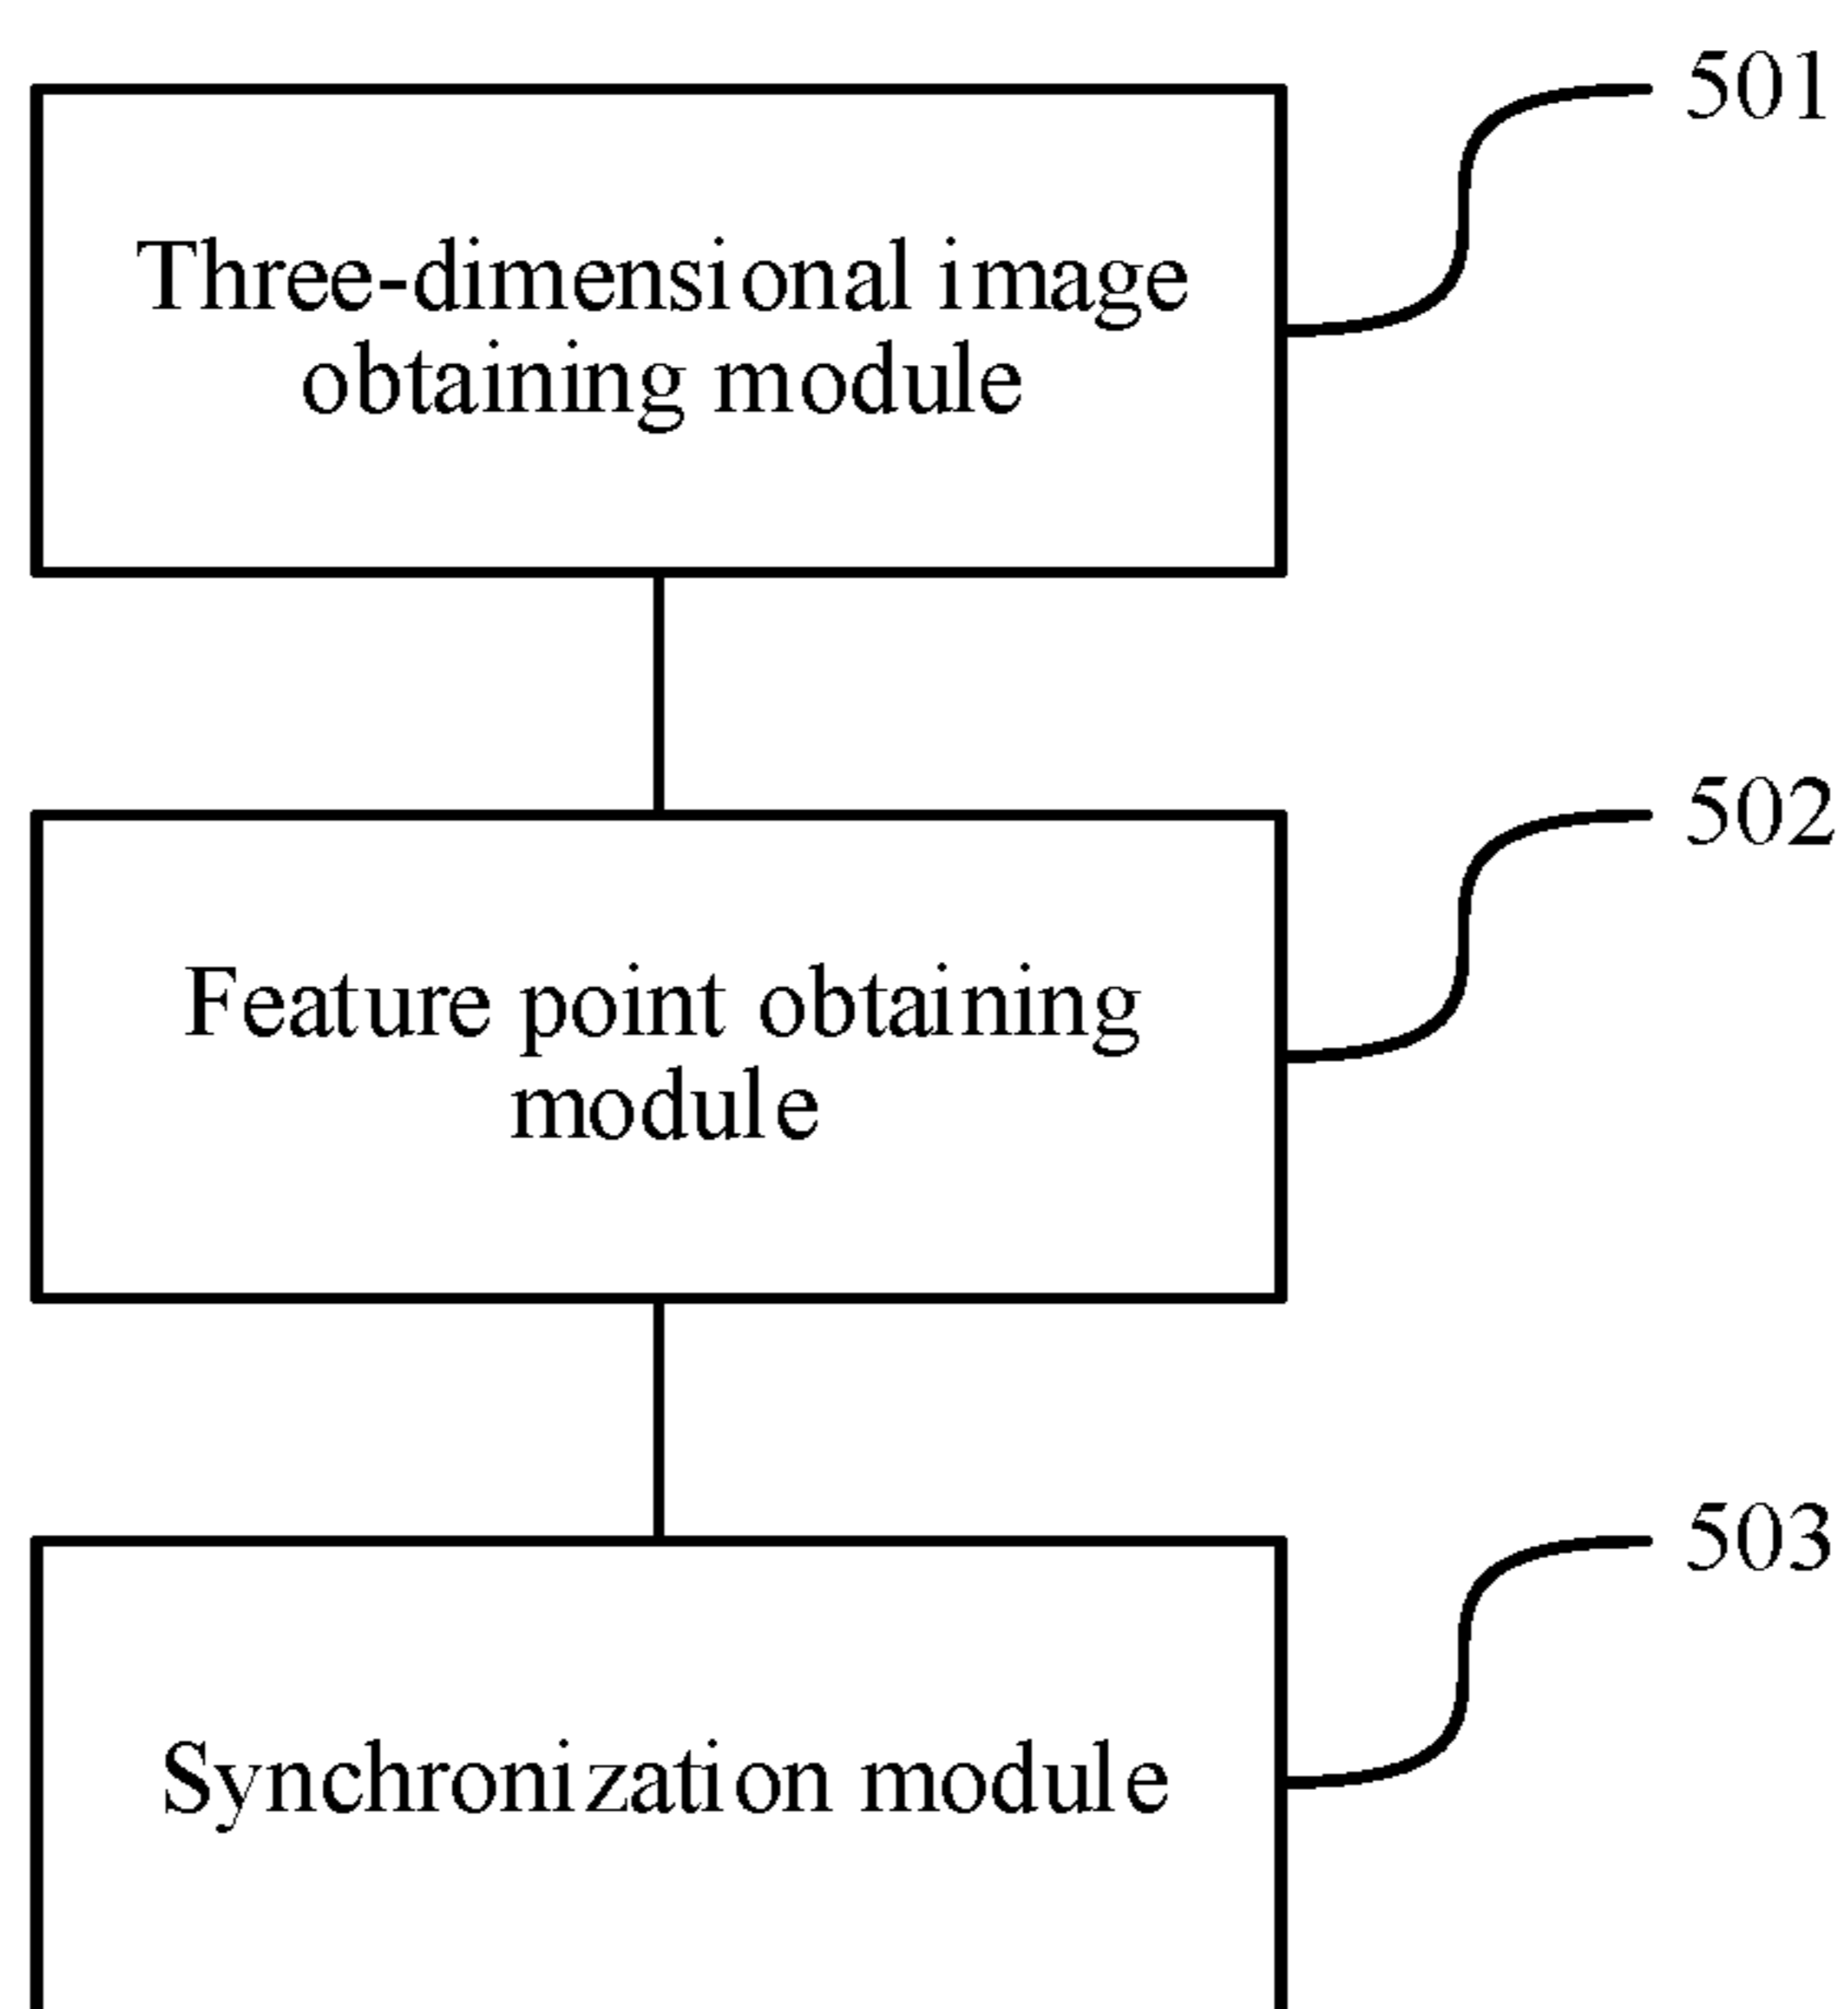 501
Three-dimensional image
obtaining module
502
Feature point obtaining
module
503
Synchronization module